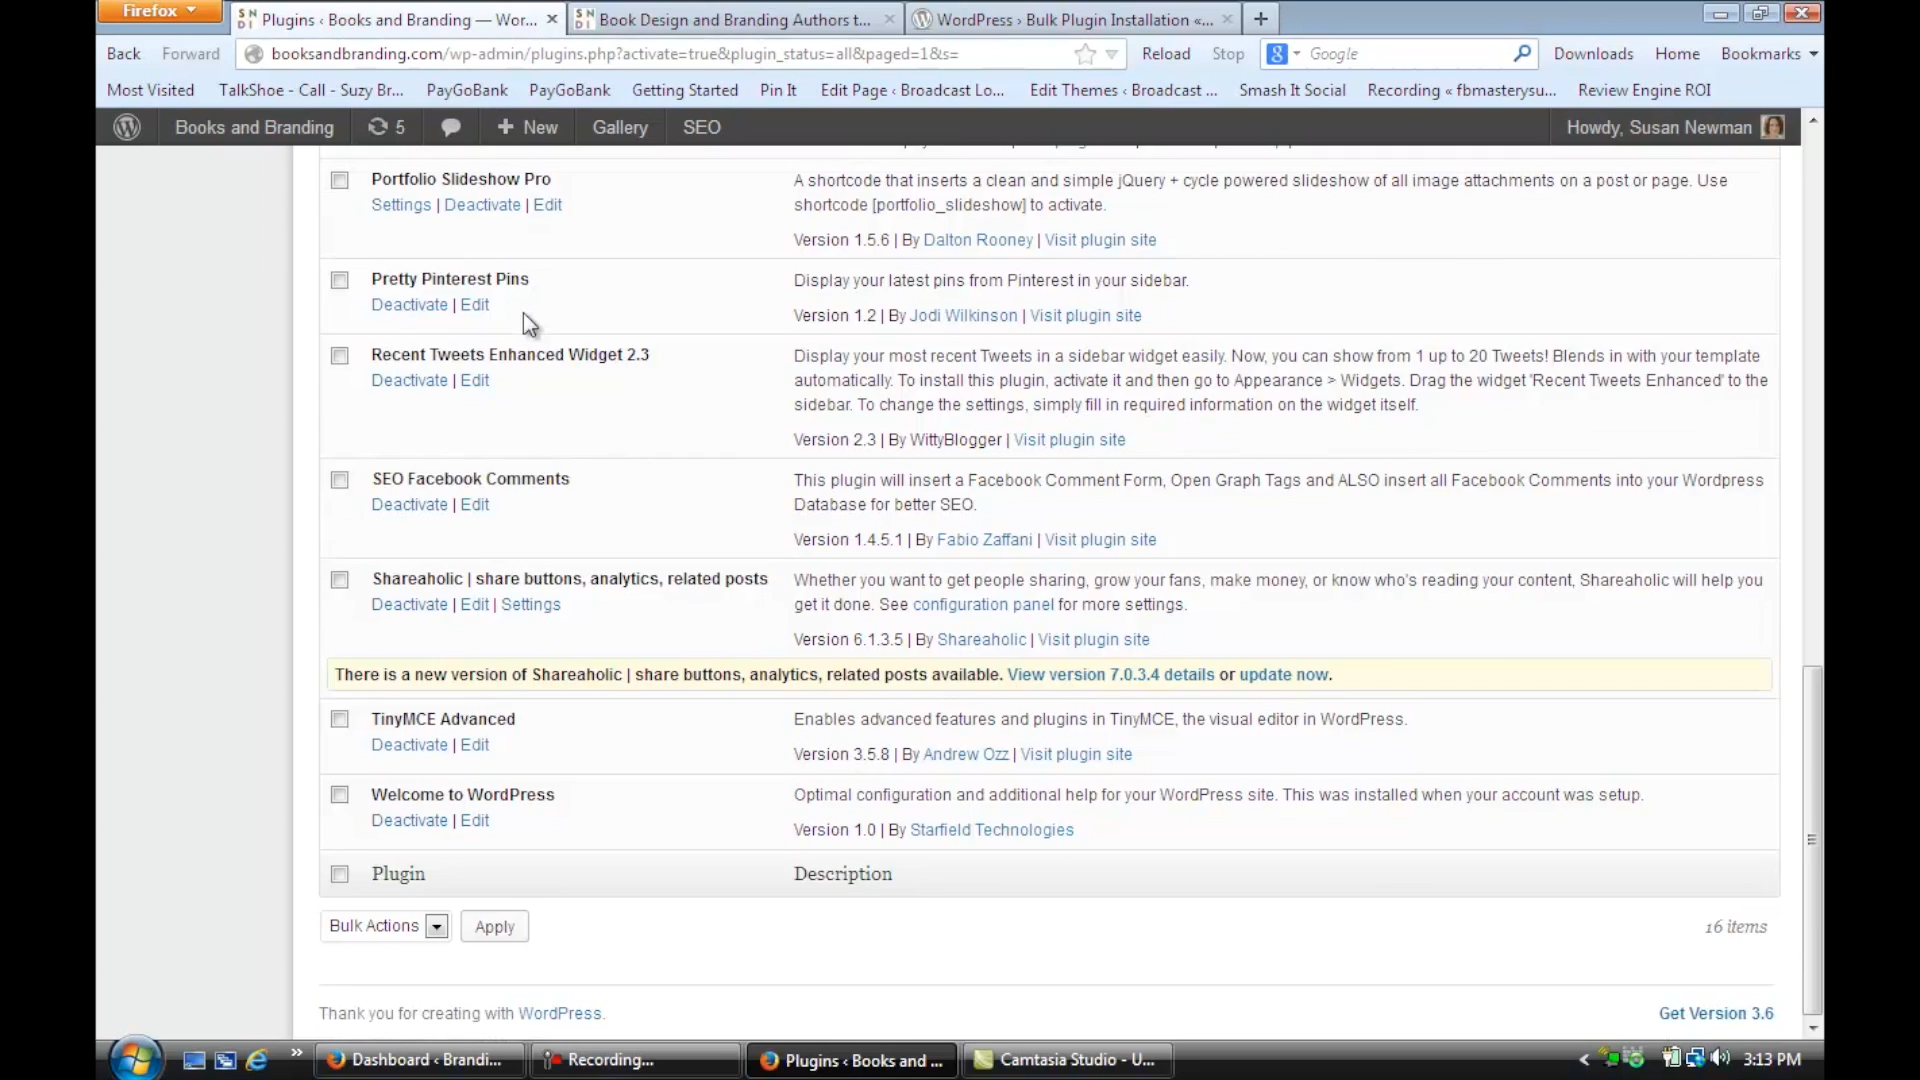 Firefox
Plugins ‹ Books and Branding — Wor...
Book Design and Branding Authors t...
WordPress › Bulk Plugin Installation «...
Back
Forward
booksandbranding.com/wp-admin/plugins.php?activate=true&plugin_status=all&paged=1&s=
Reload
Stop
Google
Downloads
Home
Bookmarks
Most Visited
TalkShoe - Call - Suzy Br...
PayGoBank
PayGoBank
Getting Started
Pin It
Edit Page ‹ Broadcast Lo...
Edit Themes ‹ Broadcast ...
Smash It Social
Recording « fbmasterysu...
Review Engine ROI
Books and Branding
5
+ New
Gallery
SEO
Howdy, Susan Newman
Portfolio Slideshow Pro
Settings | Deactivate | Edit
A shortcode that inserts a clean and simple jQuery + cycle powered slideshow of all image attachments on a post or page. Use
shortcode [portfolio_slideshow] to activate.
Version 1.5.6 | By Dalton Rooney | Visit plugin site
Pretty Pinterest Pins
Deactivate | Edit
Display your latest pins from Pinterest in your sidebar.
Version 1.2 | By Jodi Wilkinson | Visit plugin site
Recent Tweets Enhanced Widget 2.3
Deactivate | Edit
Display your most recent Tweets in a sidebar widget easily. Now, you can show from 1 up to 20 Tweets! Blends in with your template
automatically. To install this plugin, activate it and then go to Appearance > Widgets. Drag the widget 'Recent Tweets Enhanced' to the
sidebar. To change the settings, simply fill in required information on the widget itself.
Version 2.3 | By WittyBlogger | Visit plugin site
SEO Facebook Comments
Deactivate | Edit
This plugin will insert a Facebook Comment Form, Open Graph Tags and ALSO insert all Facebook Comments into your Wordpress
Database for better SEO.
Version 1.4.5.1 | By Fabio Zaffani | Visit plugin site
Shareaholic | share buttons, analytics, related posts
Deactivate | Edit | Settings
Whether you want to get people sharing, grow your fans, make money, or know who's reading your content, Shareaholic will help you
get it done. See configuration panel for more settings.
Version 6.1.3.5 | By Shareaholic | Visit plugin site
There is a new version of Shareaholic | share buttons, analytics, related posts available. View version 7.0.3.4 details or update now.
TinyMCE Advanced
Deactivate | Edit
Enables advanced features and plugins in TinyMCE, the visual editor in WordPress.
Version 3.5.8 | By Andrew Ozz | Visit plugin site
Welcome to WordPress
Deactivate | Edit
Optimal configuration and additional help for your WordPress site. This was installed when your account was setup.
Version 1.0 | By Starfield Technologies
Plugin
Description
Bulk Actions
Apply
16 items
Thank you for creating with WordPress.
Get Version 3.6
Dashboard ‹ Brandi...
Recording...
Plugins ‹ Books and ...
Camtasia Studio - U...
3:13 PM